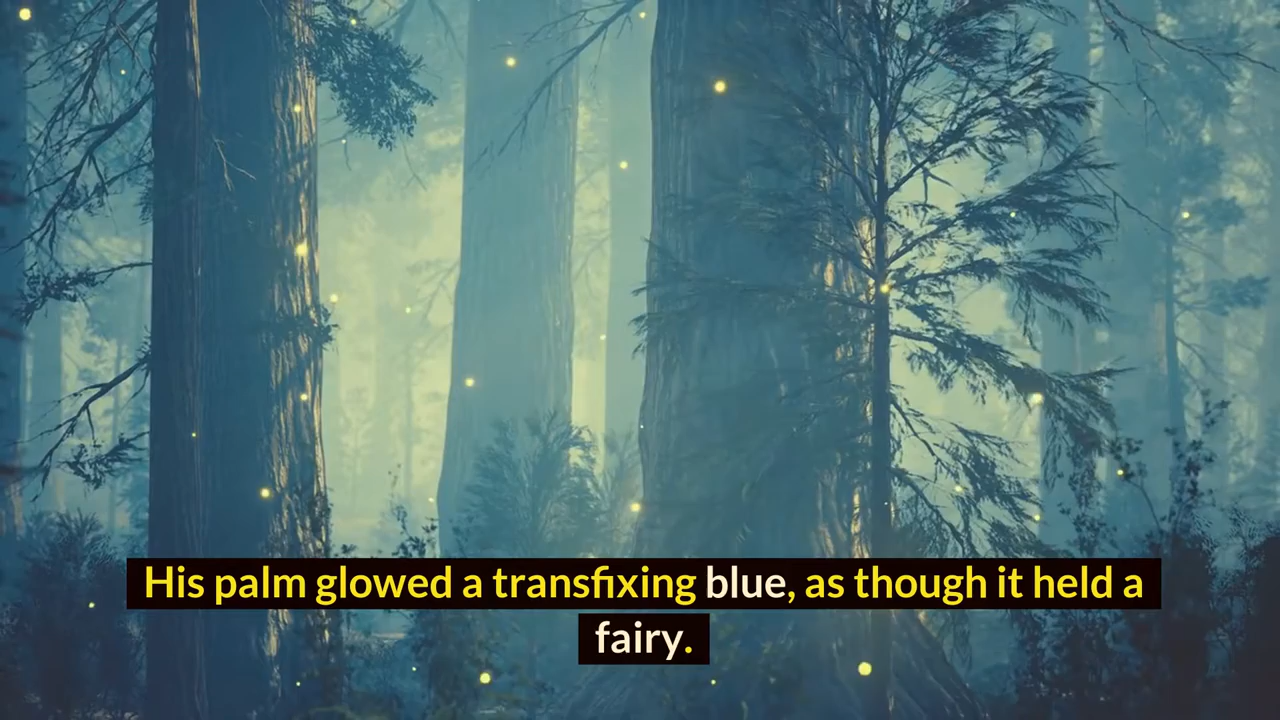 His palm glowed a transfixing blue, as though it held a
fairy.